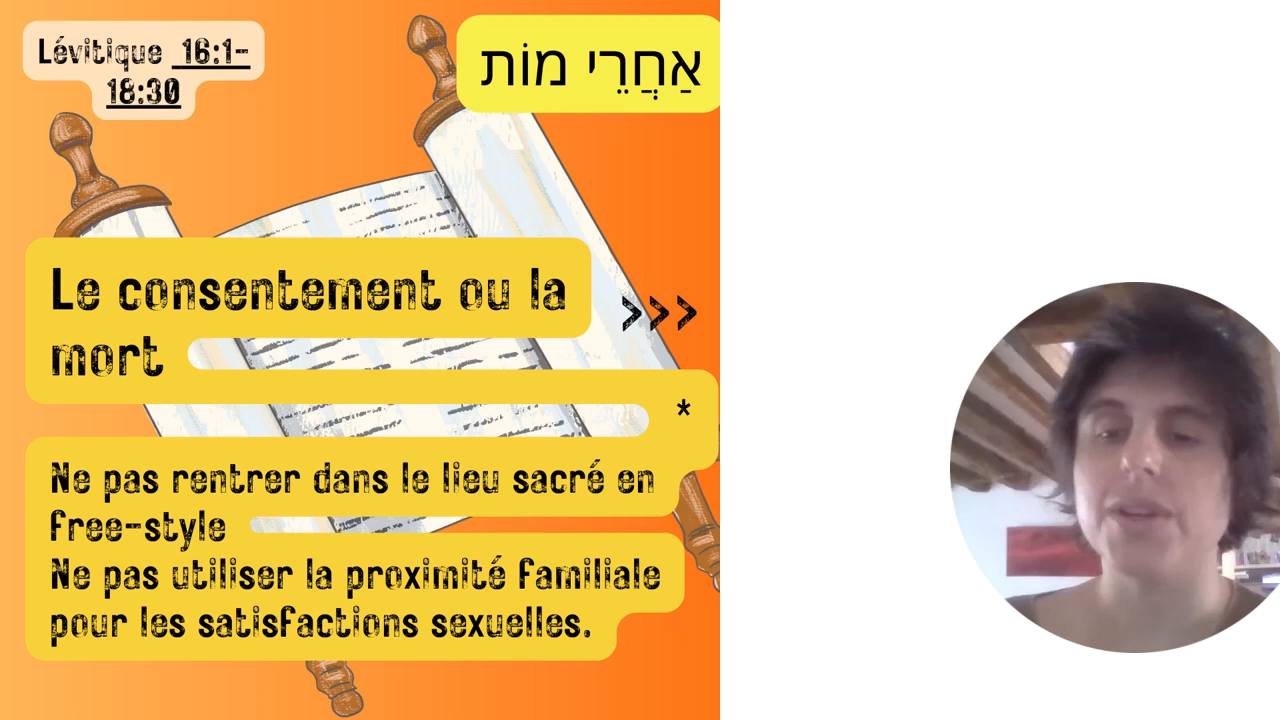 Lévitique 16:1-
18:30
אַחֲרֵי מוֹת
Le consentement ou la
mort
>>>
*
Ne pas rentrer dans le lieu sacré en
free-style
Ne pas utiliser la proximité familiale
pour les satisfactions sexuelles.